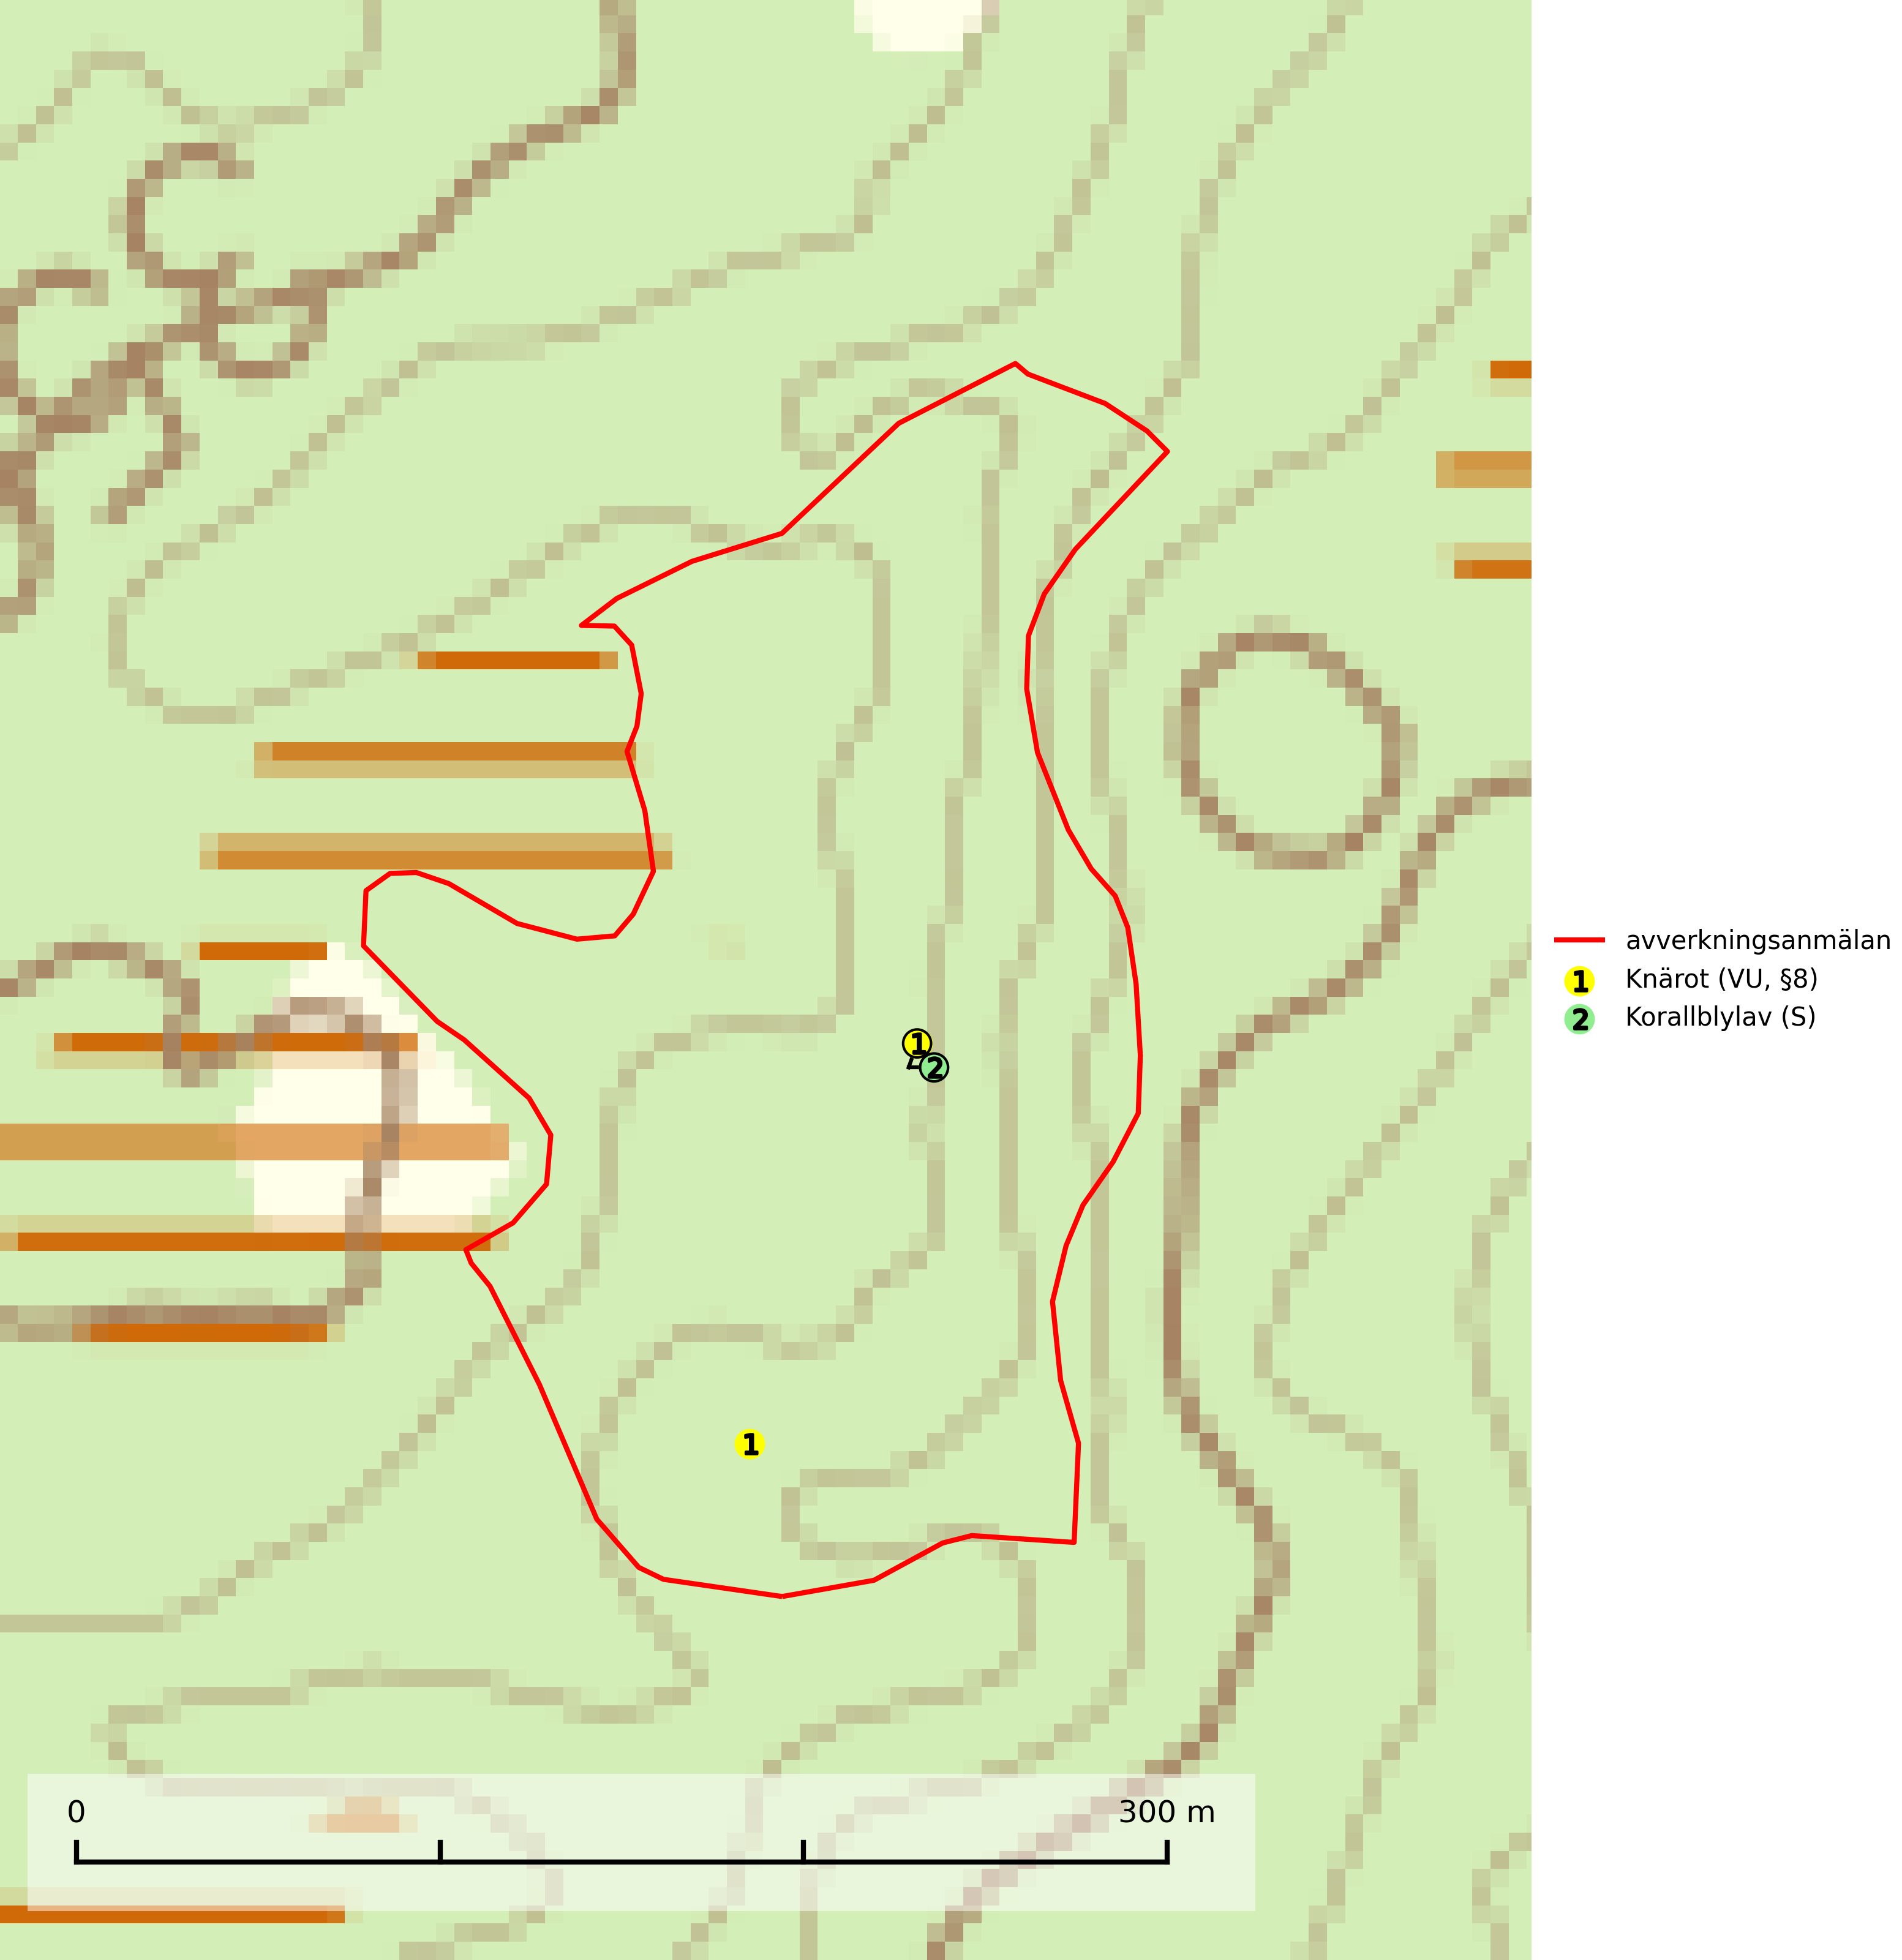 avverkningsanmälan
1 Knärot (VU, §8)
2 Korallblylav (S)
1
2
1
0 300 m